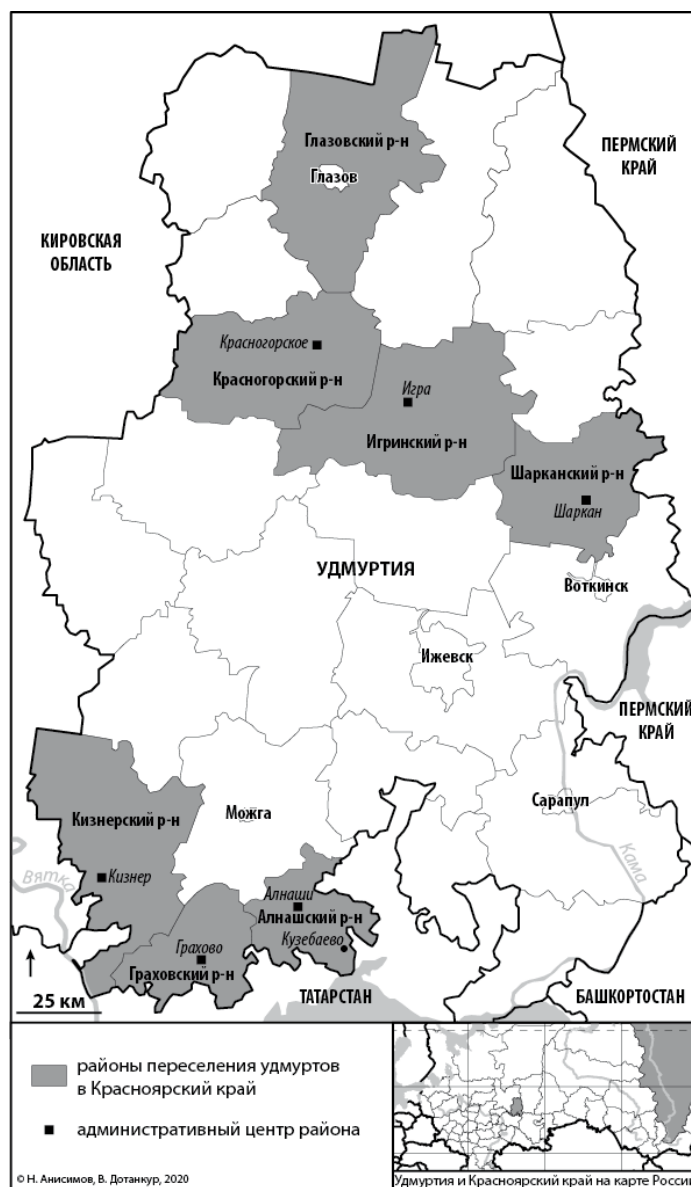 Глазовский р-н
Глазов
ПЕРМСКИЙ
КРАЙ
КИРОВСКАЯ
ОБЛАСТЬ
Красногорское
Красногорский р-н
Игра
Игринский р-н
Шарканский р-н
Шаркан
УДМУРТИЯ
Воткинск
Ижевск
ПЕРМСКИЙ
КРАЙ
Сарапул
Кама
Кизнерский р-н
Можга
Вятка
Кизнер
Алнаши
Алнашский р-н
Кузебаево
Грахово
Граховский р-н
25 км
ТАТАРСТАН
БАШКОРТОСТАН
районы переселения удмуртов
в Красноярский край
административный центр района
© Н. Анисимов, В. Дотанкур, 2020
Удмуртия и Красноярский край на карте России